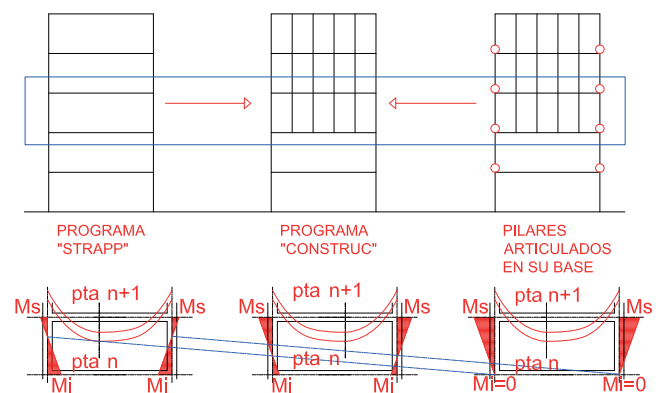 PROGRAMA
"STRAPP"
PROGRAMA
"CONSTRUC"
PILARES
ARTICULADOS
EN SU BASE
pta n+1
Ms
Ms
pta n
Mi
Mi
pta n+1
Ms
Ms
pta n
Mi
Mi
pta n+1
Ms
Ms
pta n
Mi=0
Mi=0